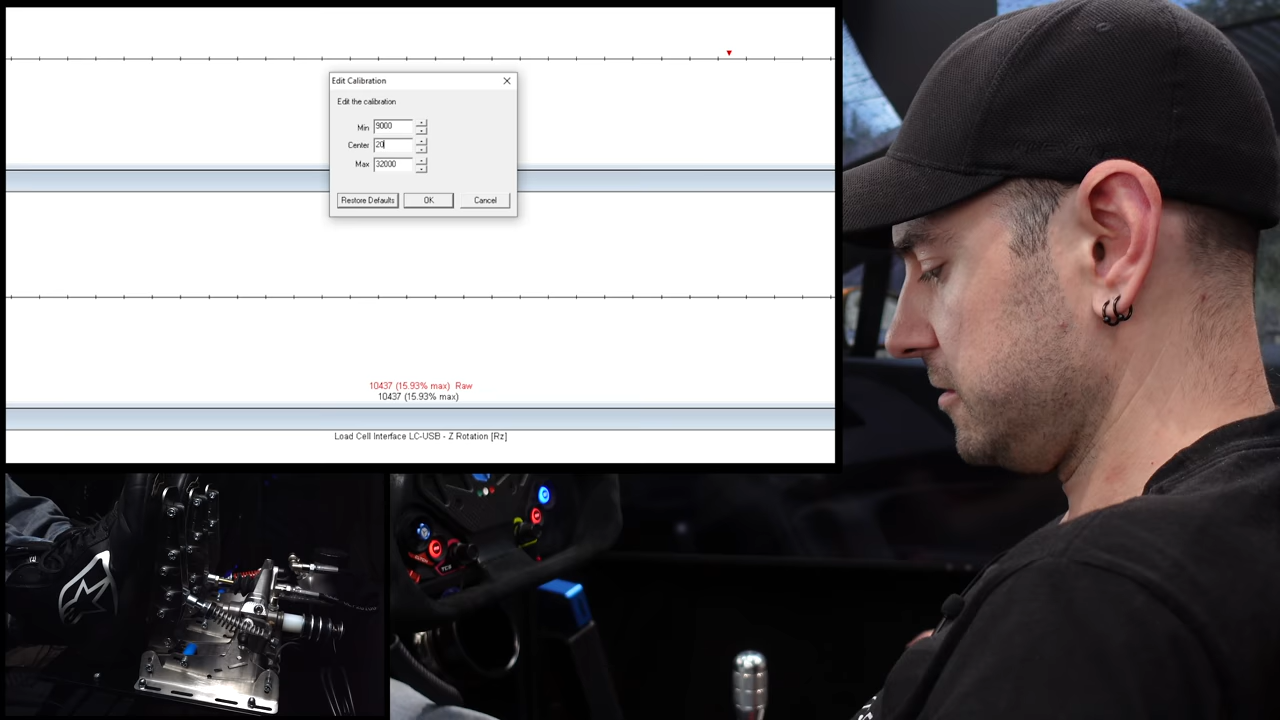 Edit Calibration
Edit the calibration
Min 9000
Center 20
Max 32000
Restore Defaults OK Cancel
10437 (15.93% max) Raw
10437 (15.93% max)
Load Cell Interface LC-USB - Z Rotation [Rz]